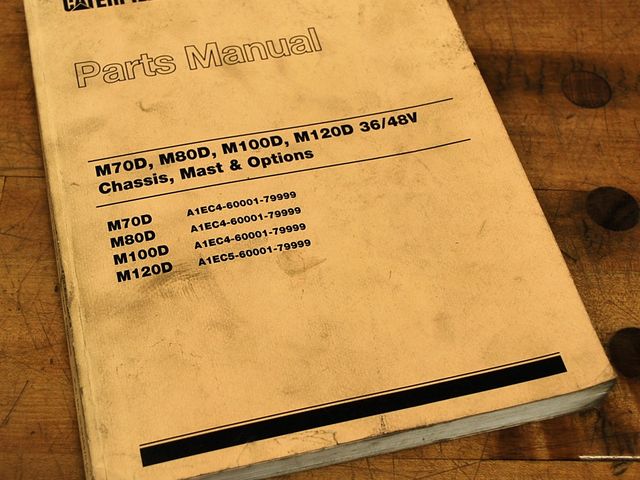 Parts Manual
M70D, M80D, M100D, M120D 36/48V
Chassis, Mast & Options
M70D A1EC4-60001-79999
M80D A1EC4-60001-79999
M100D A1EC4-60001-79999
M120D A1EC5-60001-79999